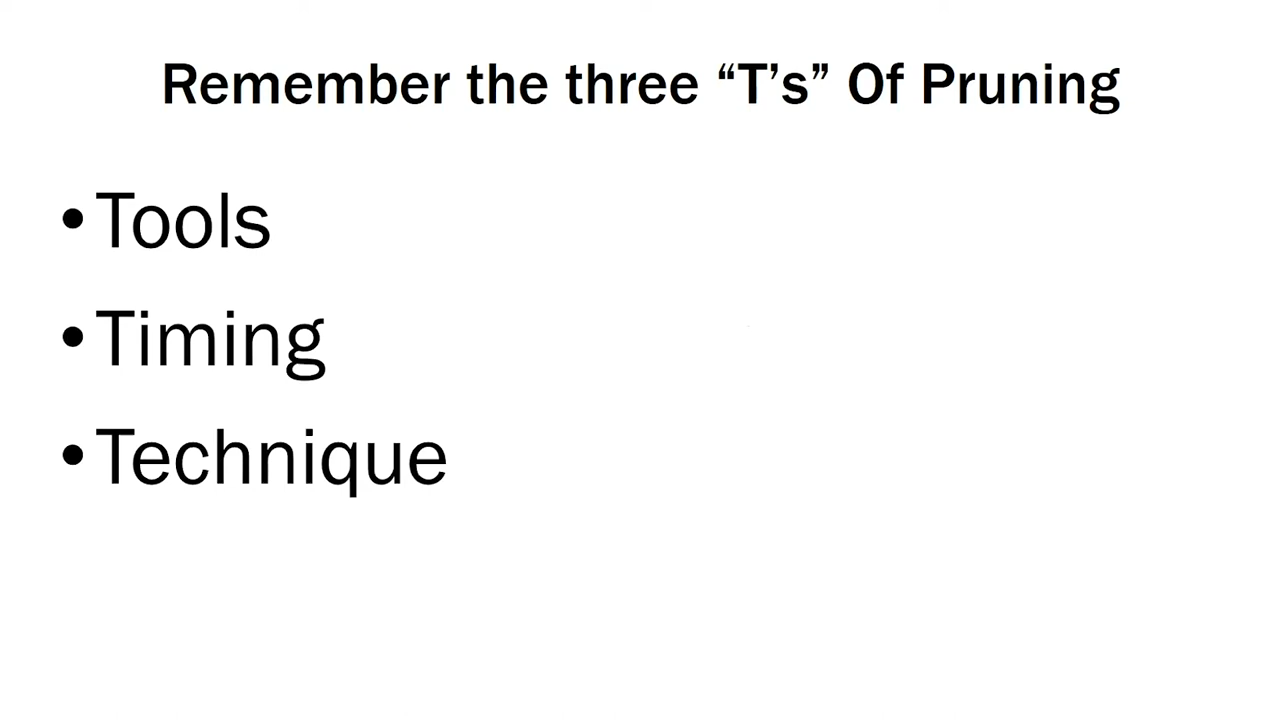 Remember the three “T’s” Of Pruning
• Tools
• Timing
• Technique